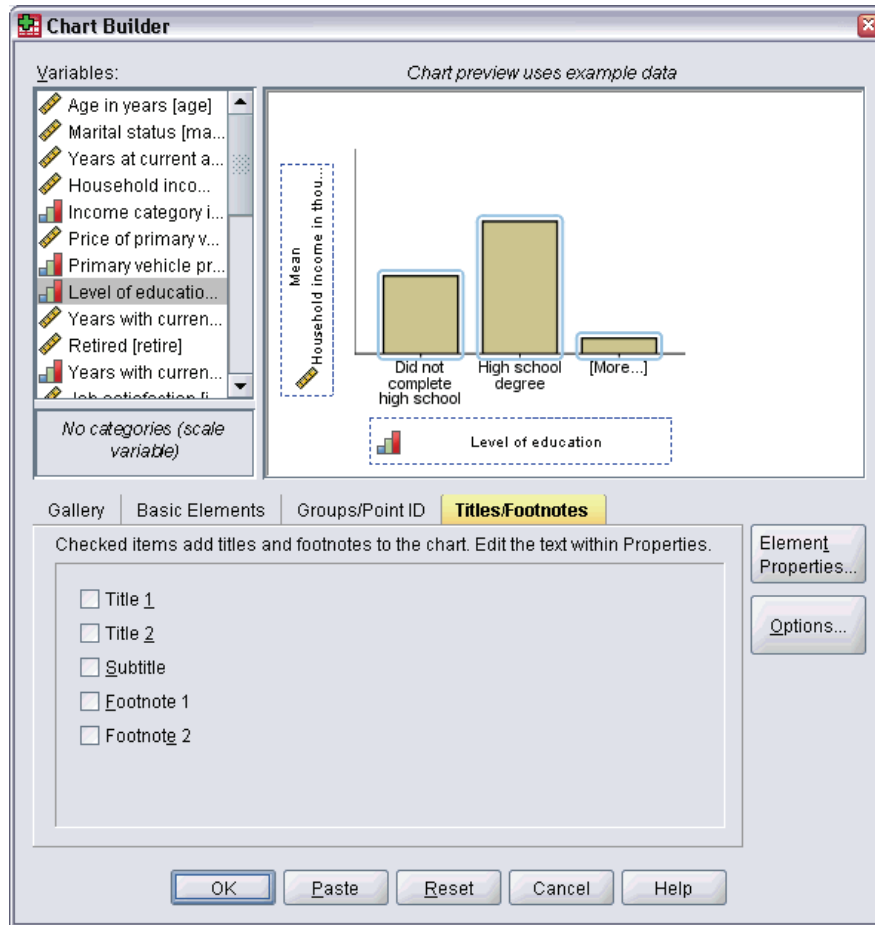 Chart Builder
Variables:
Chart preview uses example data
Age in years [age]
Marital status [ma...
Years at current a...
Household inco...
Income category i...
Price of primary v...
Primary vehicle pr...
Level of educatio...
Years with curren...
Retired [retire]
Years with curren...
Job satisfaction [j...
No categories (scale
variable)
Mean
Household income in thou...
Did not
complete
high school
High school
degree
[More...]
Level of education
Gallery
Basic Elements
Groups/Point ID
Titles/Footnotes
Checked items add titles and footnotes to the chart. Edit the text within Properties.
Title 1
Title 2
Subtitle
Footnote 1
Footnote 2
Element
Properties...
Options...
OK
Paste
Reset
Cancel
Help